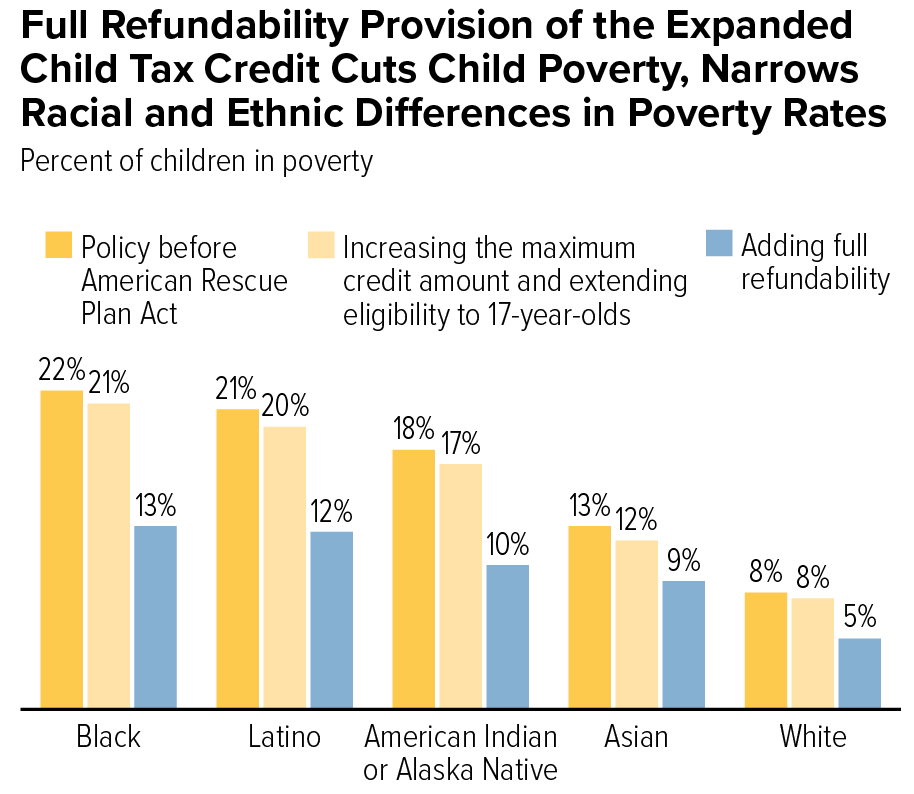 Full Refundability Provision of the Expanded
Child Tax Credit Cuts Child Poverty, Narrows
Racial and Ethnic Differences in Poverty Rates
Percent of children in poverty
Policy before
American Rescue
Plan Act
Increasing the maximum
credit amount and extending
eligibility to 17-year-olds
Adding full
refundability
22%
21%
13%
21%
20%
12%
18%
17%
10%
13%
12%
9%
8%
8%
5%
Black
Latino
American Indian
or Alaska Native
Asian
White